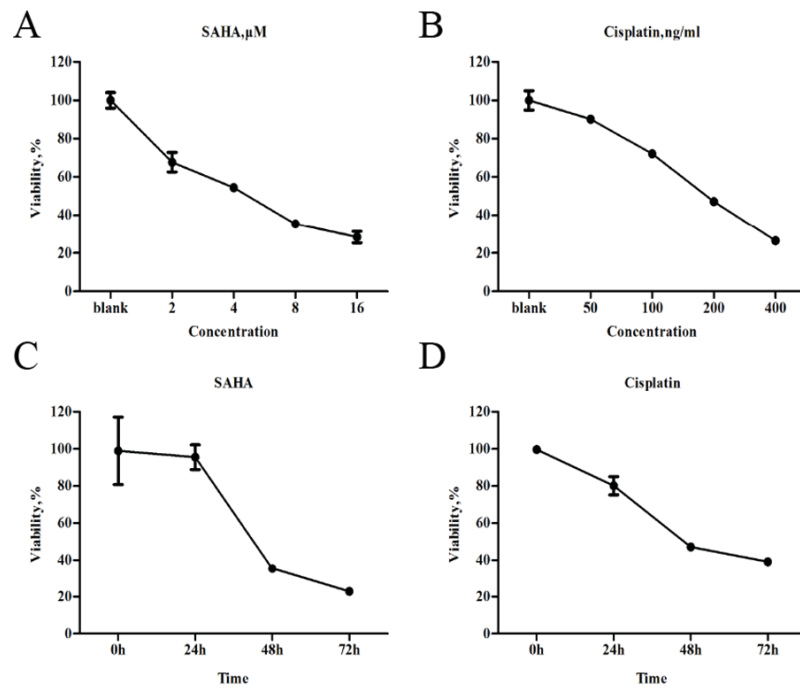 A
SAHA,µM
Viability,%
120
100
80
60
40
20
0
blank 2 4 8 16
Concentration
B
Cisplatin,ng/ml
Viability,%
120
100
80
60
40
20
0
blank 50 100 200 400
Concentration
C
SAHA
Viability,%
120
100
80
60
40
20
0
0h 24h 48h 72h
Time
D
Cisplatin
Viability,%
120
100
80
60
40
20
0
0h 24h 48h 72h
Time